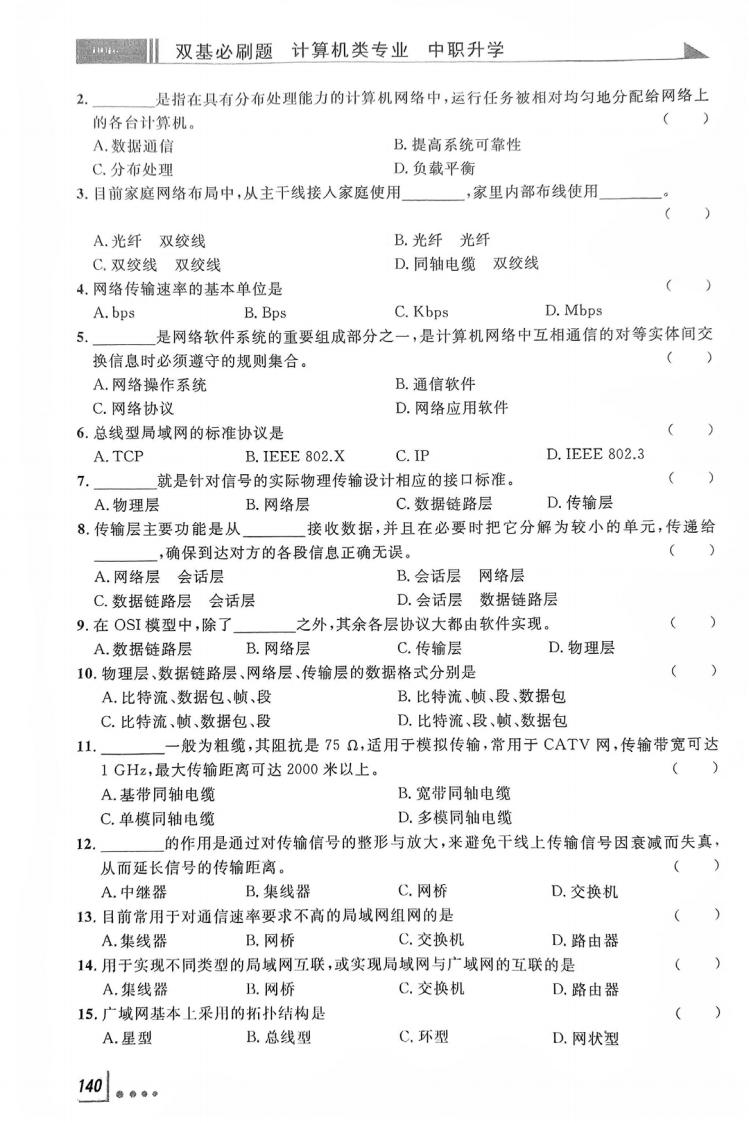 双基必刷题 计算机类专业 中职升学
2.________是指在具有分布处理能力的计算机网络中,运行任务被相对均匀地分配给网络上
的各台计算机。 ( )
A.数据通信 B.提高系统可靠性
C.分布处理 D.负载平衡
3.目前家庭网络布局中,从主干线接入家庭使用________,家里内部布线使用________。
( )
A.光纤 双绞线 B.光纤 光纤
C.双绞线 双绞线 D.同轴电缆 双绞线
4.网络传输速率的基本单位是 ( )
A.bps B.Bps C.Kbps D.Mbps
5.________是网络软件系统的重要组成部分之一,是计算机网络中互相通信的对等实体间交
换信息时必须遵守的规则集合。 ( )
A.网络操作系统 B.通信软件
C.网络协议 D.网络应用软件
6.总线型局域网的标准协议是 ( )
A.TCP B.IEEE 802.X C.IP D.IEEE 802.3
7.________就是针对信号的实际物理传输设计相应的接口标准。 ( )
A.物理层 B.网络层 C.数据链路层 D.传输层
8.传输层主要功能是从________接收数据,并且在必要时把它分解为较小的单元,传递给
________,确保到达对方的各段信息正确无误。 ( )
A.网络层 会话层 B.会话层 网络层
C.数据链路层 会话层 D.会话层 数据链路层
9.在 OSI 模型中,除了________之外,其余各层协议大都由软件实现。 ( )
A.数据链路层 B.网络层 C.传输层 D.物理层
10.物理层、数据链路层、网络层、传输层的数据格式分别是 ( )
A.比特流、数据包、帧、段 B.比特流、帧、段、数据包
C.比特流、帧、数据包、段 D.比特流、段、帧、数据包
11.________一般为粗缆,其阻抗是 75 Ω,适用于模拟传输,常用于 CATV 网,传输带宽可达
1 GHz,最大传输距离可达 2000 米以上。 ( )
A.基带同轴电缆 B.宽带同轴电缆
C.单模同轴电缆 D.多模同轴电缆
12.________的作用是通过对传输信号的整形与放大,来避免干线上传输信号因衰减而失真,
从而延长信号的传输距离。 ( )
A.中继器 B.集线器 C.网桥 D.交换机
13.目前常用于对通信速率要求不高的局域网组网的是 ( )
A.集线器 B.网桥 C.交换机 D.路由器
14.用于实现不同类型的局域网互联,或实现局域网与广域网的互联的是 ( )
A.集线器 B.网桥 C.交换机 D.路由器
15.广域网基本上采用的拓扑结构是 ( )
A.星型 B.总线型 C.环型 D.网状型
140